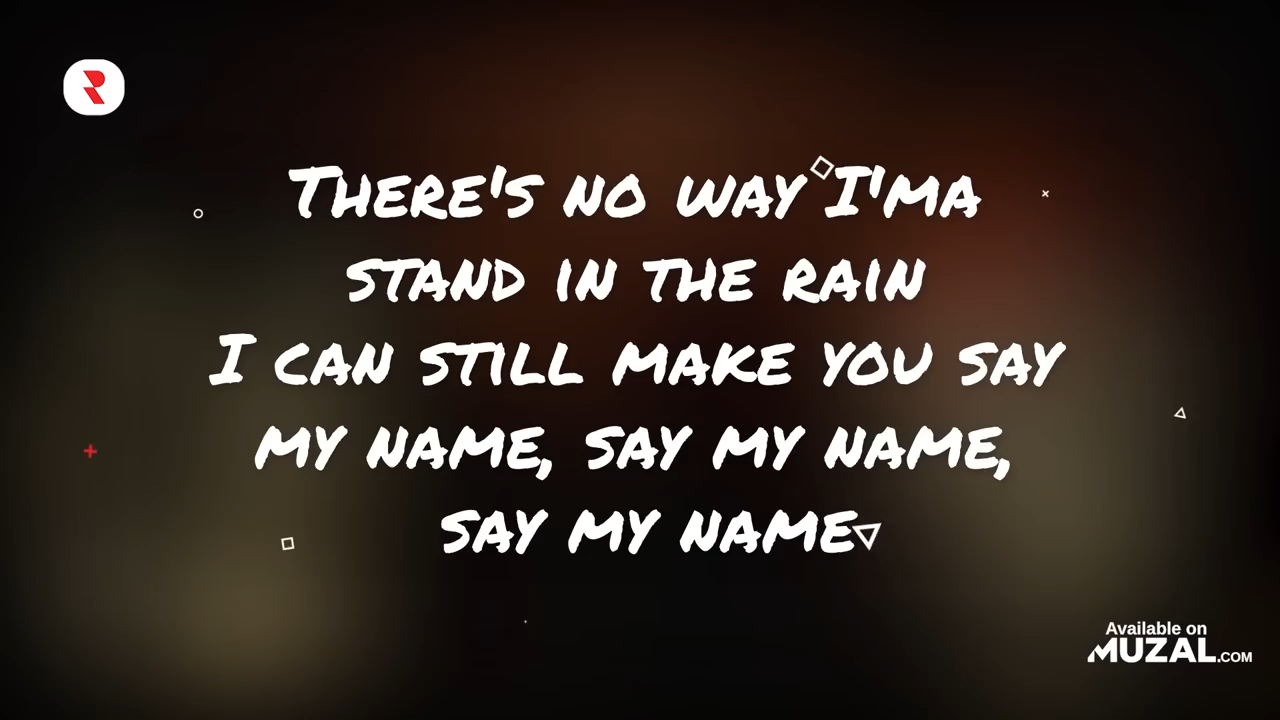 There's no way I'ma
stand in the rain
I can still make you say
my name, say my name,
say my name
Available on
MUZAL.COM